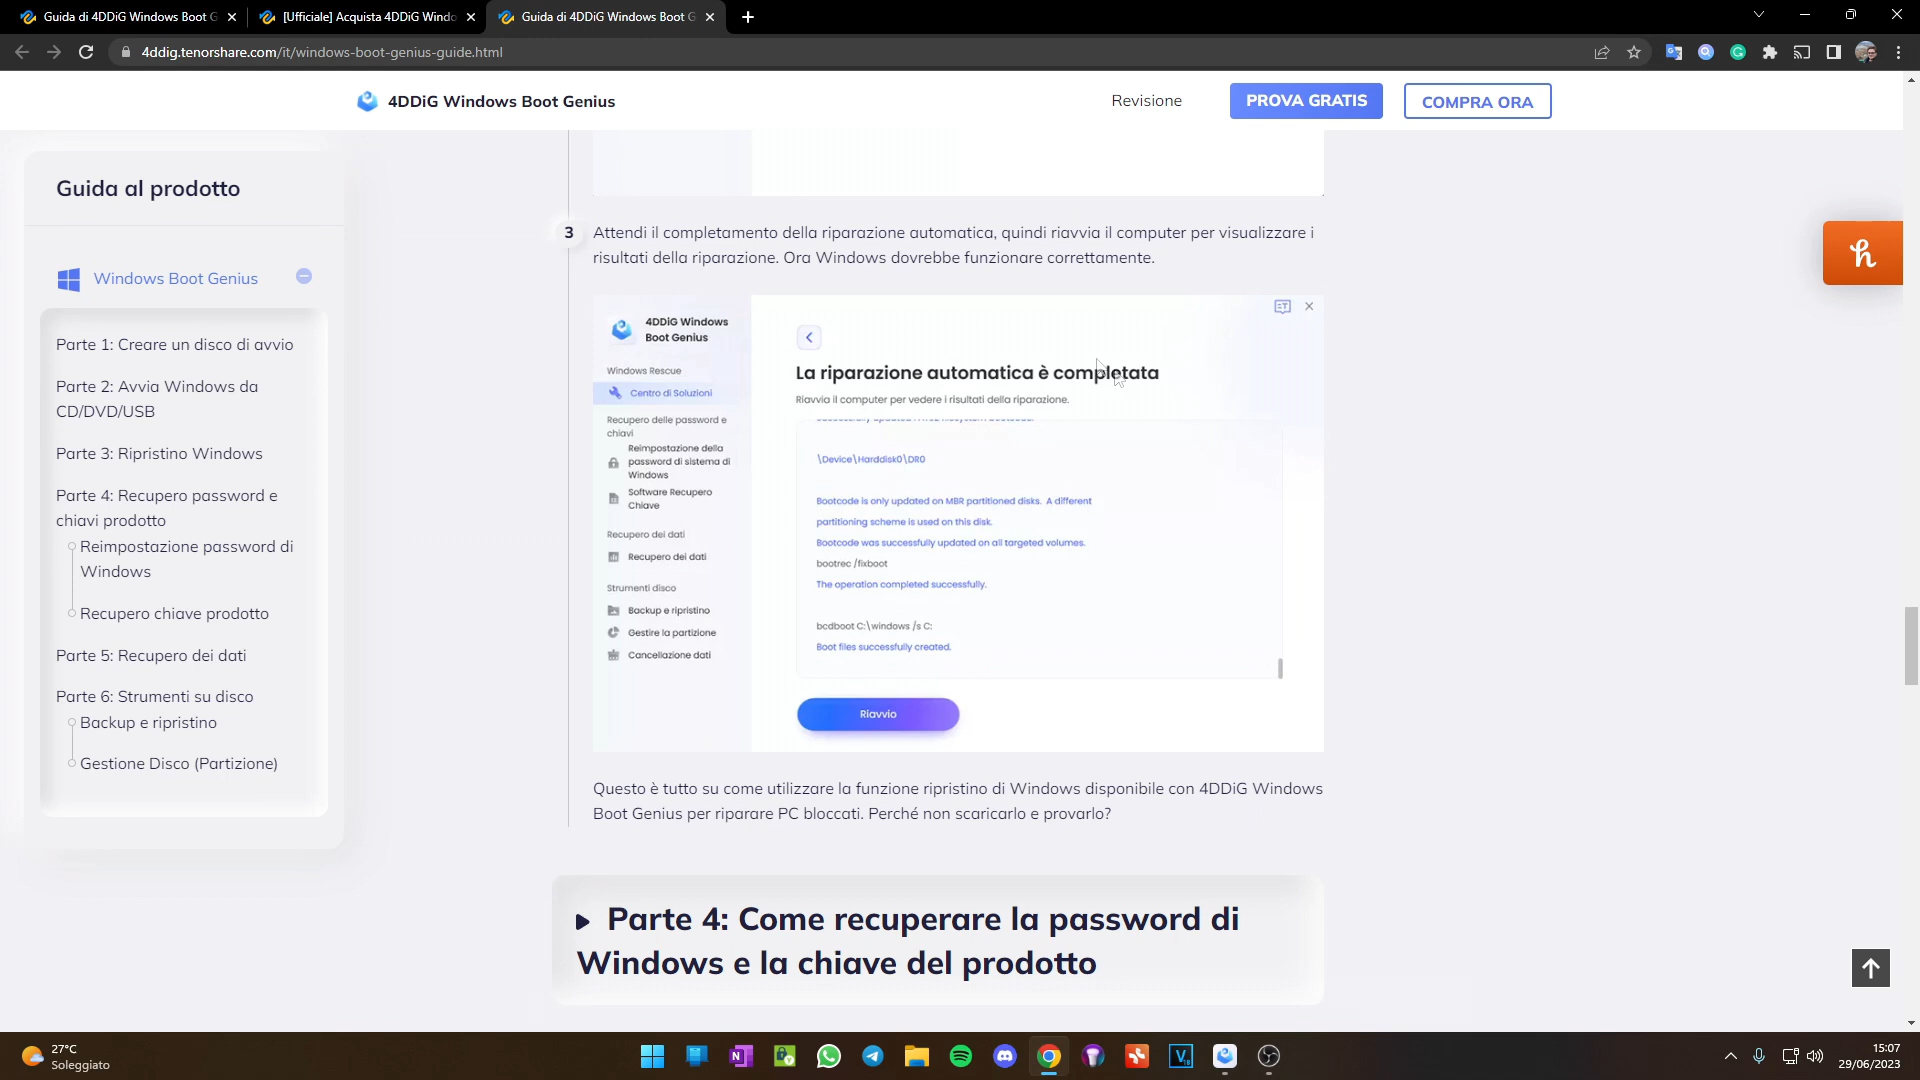 Guida di 4DDiG Windows Boot G
[Ufficiale] Acquista 4DDiG Windo
Guida di 4DDiG Windows Boot G
4ddig.tenorshare.com/it/windows-boot-genius-guide.html
4DDiG Windows Boot Genius
Revisione
PROVA GRATIS
COMPRA ORA
Guida al prodotto
Windows Boot Genius
Parte 1: Creare un disco di avvio
Parte 2: Avvia Windows da
CD/DVD/USB
Parte 3: Ripristino Windows
Parte 4: Recupero password e
chiavi prodotto
Reimpostazione password di
Windows
Recupero chiave prodotto
Parte 5: Recupero dei dati
Parte 6: Strumenti su disco
Backup e ripristino
Gestione Disco (Partizione)
3
Attendi il completamento della riparazione automatica, quindi riavvia il computer per visualizzare i
risultati della riparazione. Ora Windows dovrebbe funzionare correttamente.
4DDiG Windows
Boot Genius
Windows Rescue
Centro di Soluzioni
Recupero delle password e
chiavi
Reimpostazione della
password di sistema di
Windows
Software Recupero
Chiave
Recupero dei dati
Recupero dei dati
Strumenti disco
Backup e ripristino
Gestire la partizione
Cancellazione dati
La riparazione automatica è completata
Riavvia il computer per vedere i risultati della riparazione.
\Device\Harddisk0\DR0
Bootcode is only updated on MBR partitioned disks. A different
partitioning scheme is used on this disk.
Bootcode was successfully updated on all targeted volumes.
bootrec /fixboot
The operation completed successfully.
bcdboot C:\windows /s C:
Boot files successfully created.
Riavvio
Questo è tutto su come utilizzare la funzione ripristino di Windows disponibile con 4DDiG Windows
Boot Genius per riparare PC bloccati. Perché non scaricarlo e provarlo?
Parte 4: Come recuperare la password di
Windows e la chiave del prodotto
27°C
Soleggiato
15:07
29/06/2023